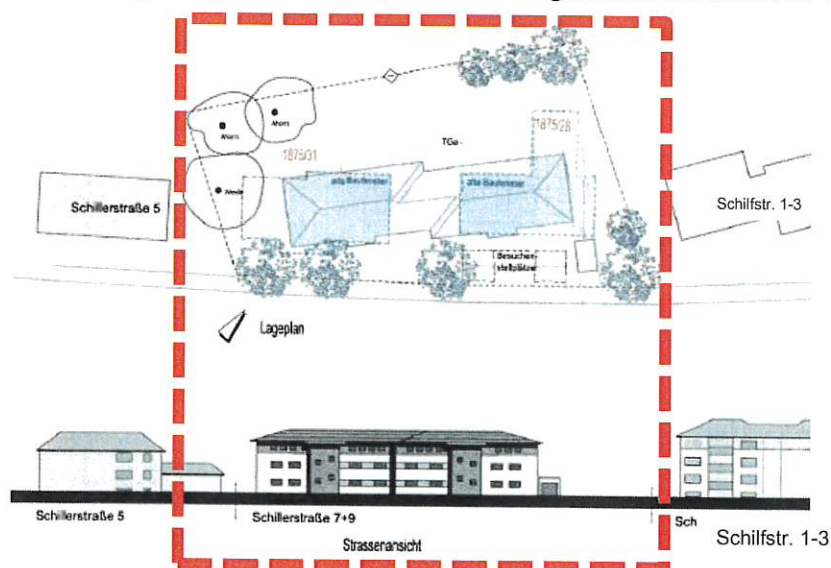 Ahorn
Ahorn
1875/31
TGa-
1875/28
Weide
alte Baufenster
alte Baufenster
Schillerstraße 5
Schilfstr. 1-3
Besucher-
stellplätze
Lageplan
Schillerstraße 5
Schillerstraße 7+9
Sch
Schilfstr. 1-3
Strassenansicht